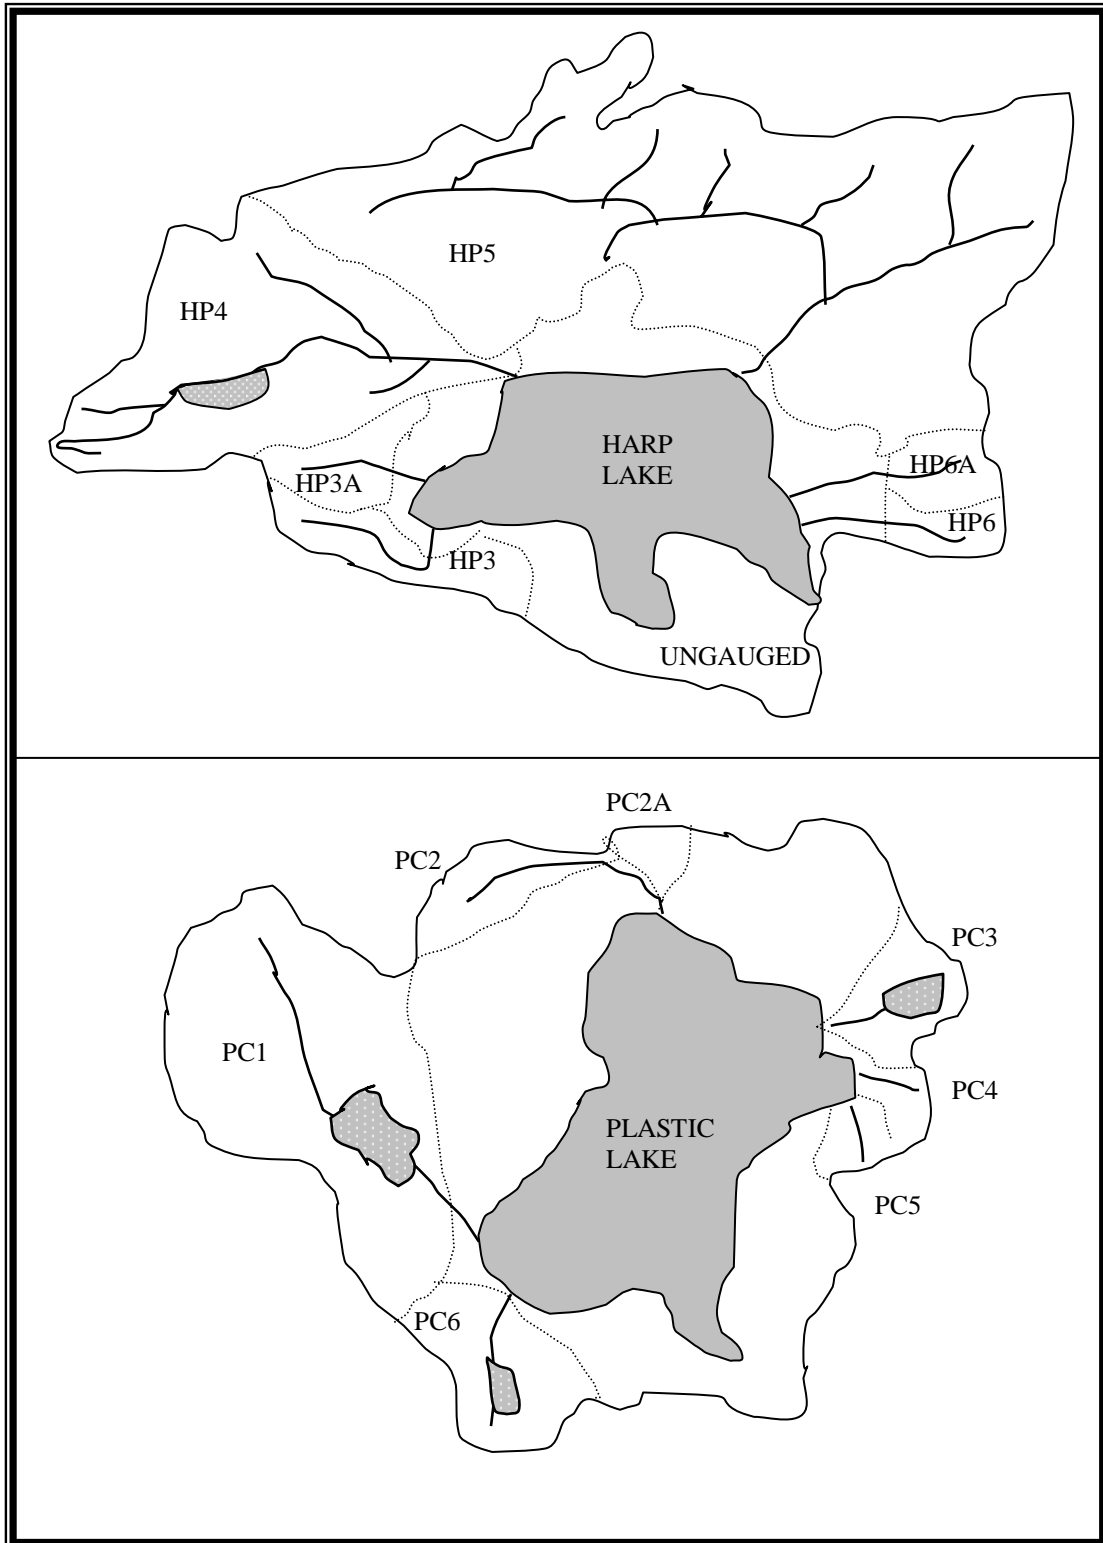 HP5
HP4
HARP
LAKE
HP6A
HP3A
HP6
HP3
UNGAUGED
PC2A
PC2
PC3
PC1
PC4
PLASTIC
LAKE
PC5
PC6